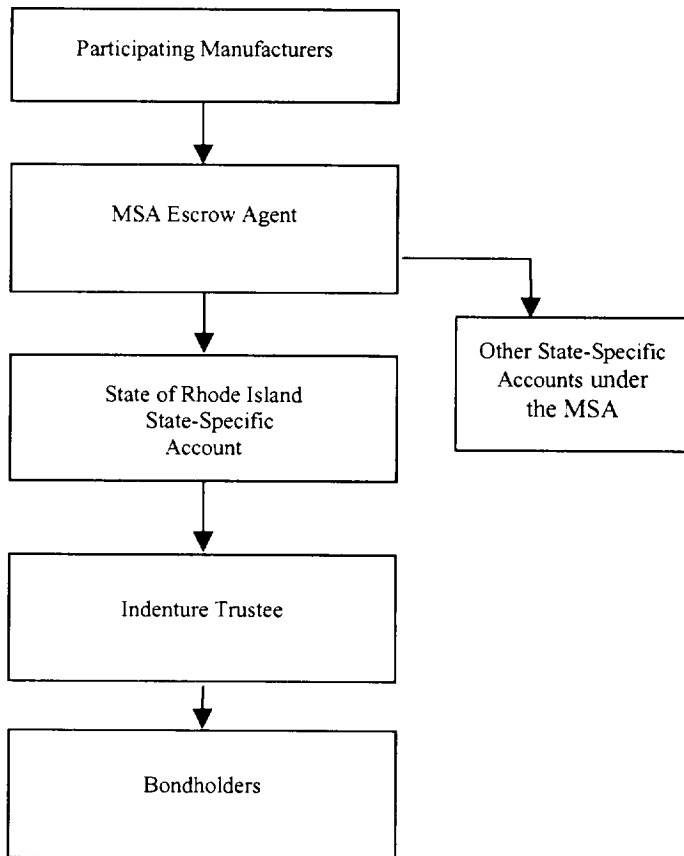 Participating Manufacturers
MSA Escrow Agent
State of Rhode Island
State-Specific
Account
Other State-Specific
Accounts under
the MSA
Indenture Trustee
Bondholders